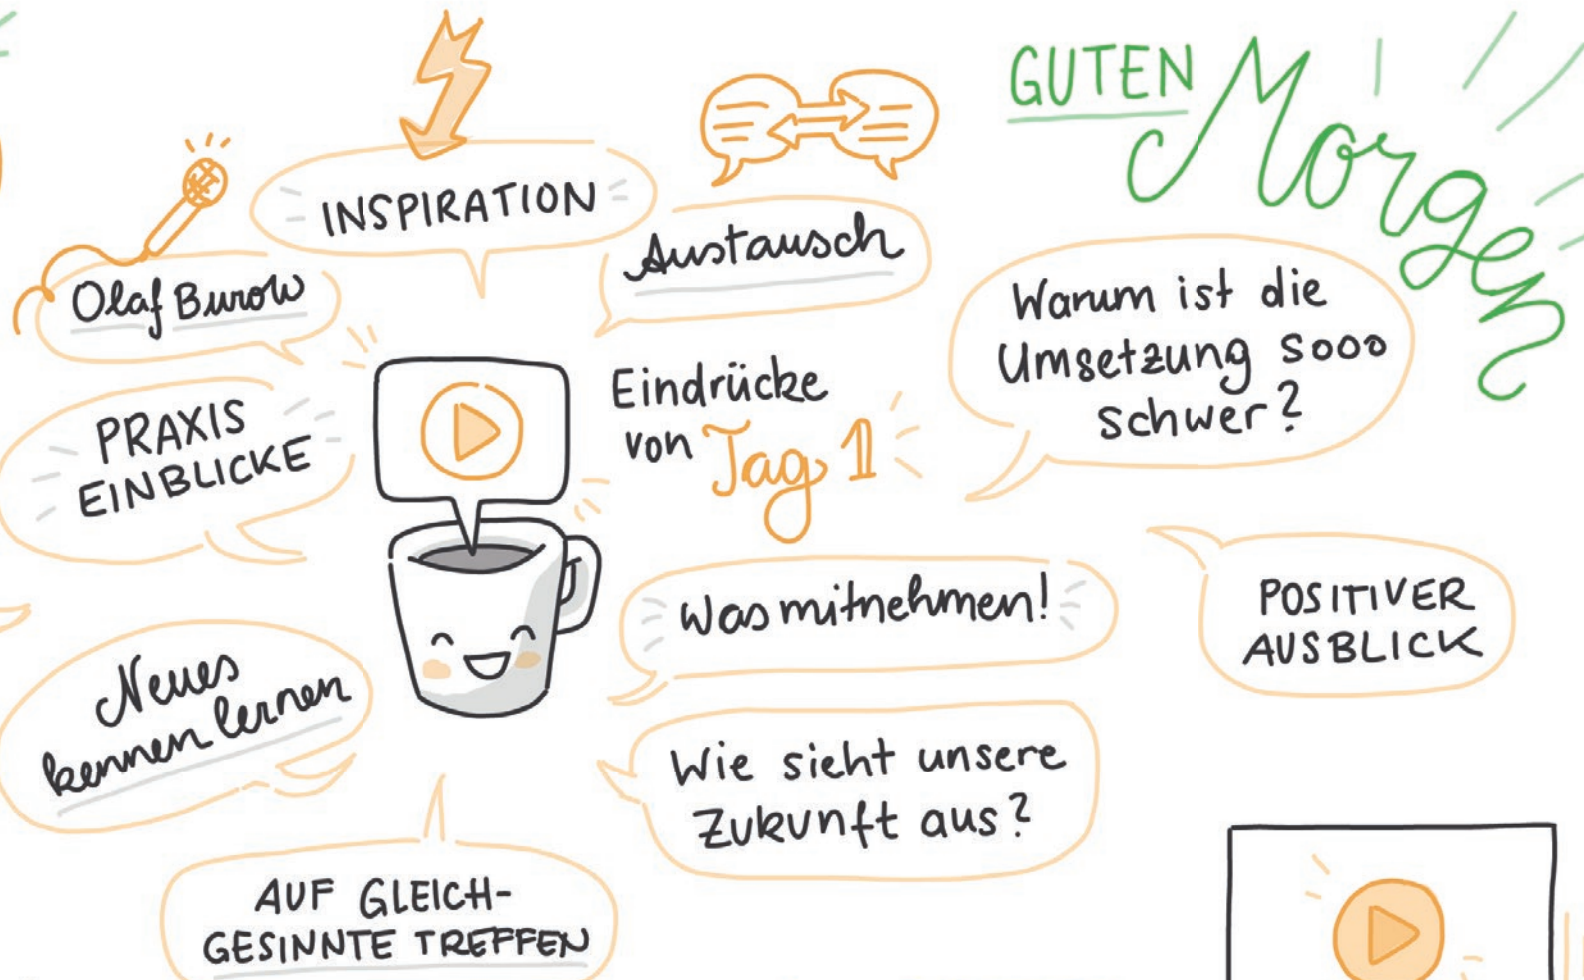 GUTEN
Morgen
INSPIRATION
Austausch
Olaf Burow
Warum ist die
Umsetzung sooo
schwer?
Eindrücke
von Tag 1
PRAXIS
EINBLICKE
Was mitnehmen!
POSITIVER
AUSBLICK
Neues
kennen lernen
Wie sieht unsere
Zukunft aus?
AUF GLEICH-
GESINNTE TREFFEN